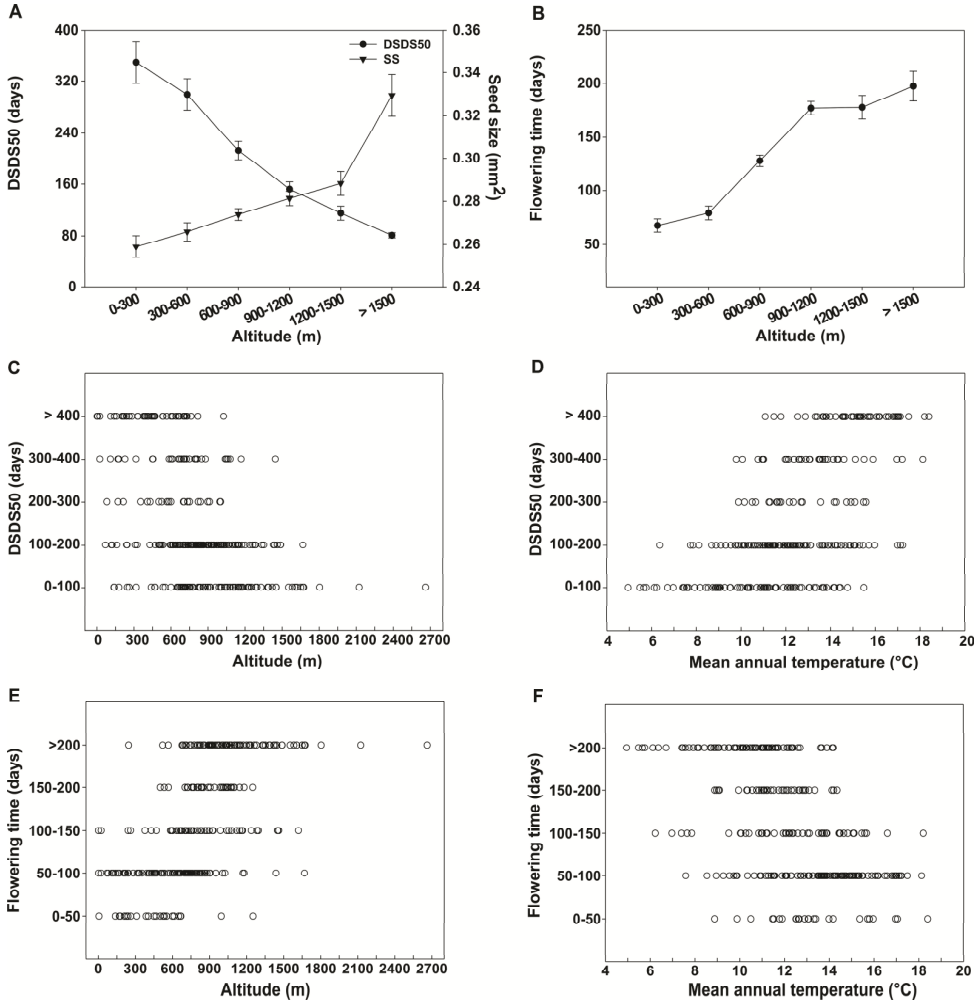 A
DSDS50 (days)
400
320
240
160
80
0
DSDS50
SS
0.36
0.34
0.32
0.30
0.28
0.26
0.24
Seed size (mm2)
0-300
300-600
600-900
900-1200
1200-1500
> 1500
Altitude (m)
B
Flowering time (days)
250
200
150
100
50
0-300
300-600
600-900
900-1200
1200-1500
> 1500
Altitude (m)
C
DSDS50 (days)
> 400
300-400
200-300
100-200
0-100
0 300 600 900 1200 1500 1800 2100 2400 2700
Altitude (m)
D
DSDS50 (days)
> 400
300-400
200-300
100-200
0-100
4 6 8 10 12 14 16 18 20
Mean annual temperature (°C)
E
Flowering time (days)
>200
150-200
100-150
50-100
0-50
0 300 600 900 1200 1500 1800 2100 2400 2700
Altitude (m)
F
Flowering time (days)
>200
150-200
100-150
50-100
0-50
4 6 8 10 12 14 16 18 20
Mean annual temperature (°C)